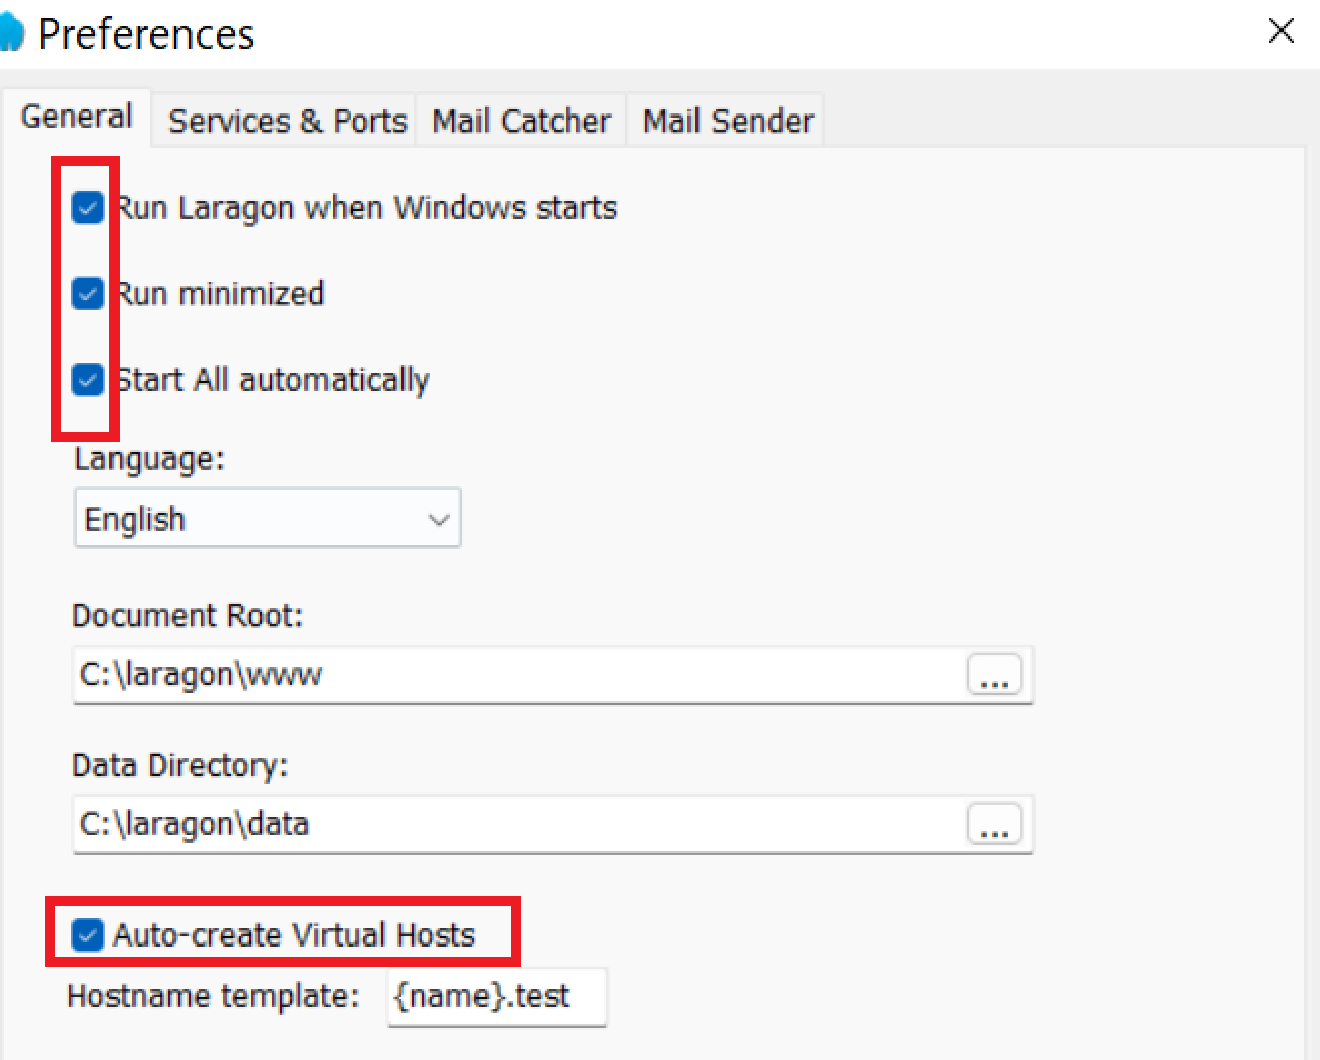 Preferences
General Services & Ports Mail Catcher Mail Sender
Run Laragon when Windows starts
Run minimized
Start All automatically
Language:
English
Document Root:
C:\laragon\www
...
Data Directory:
C:\laragon\data
...
Auto-create Virtual Hosts
Hostname template: {name}.test